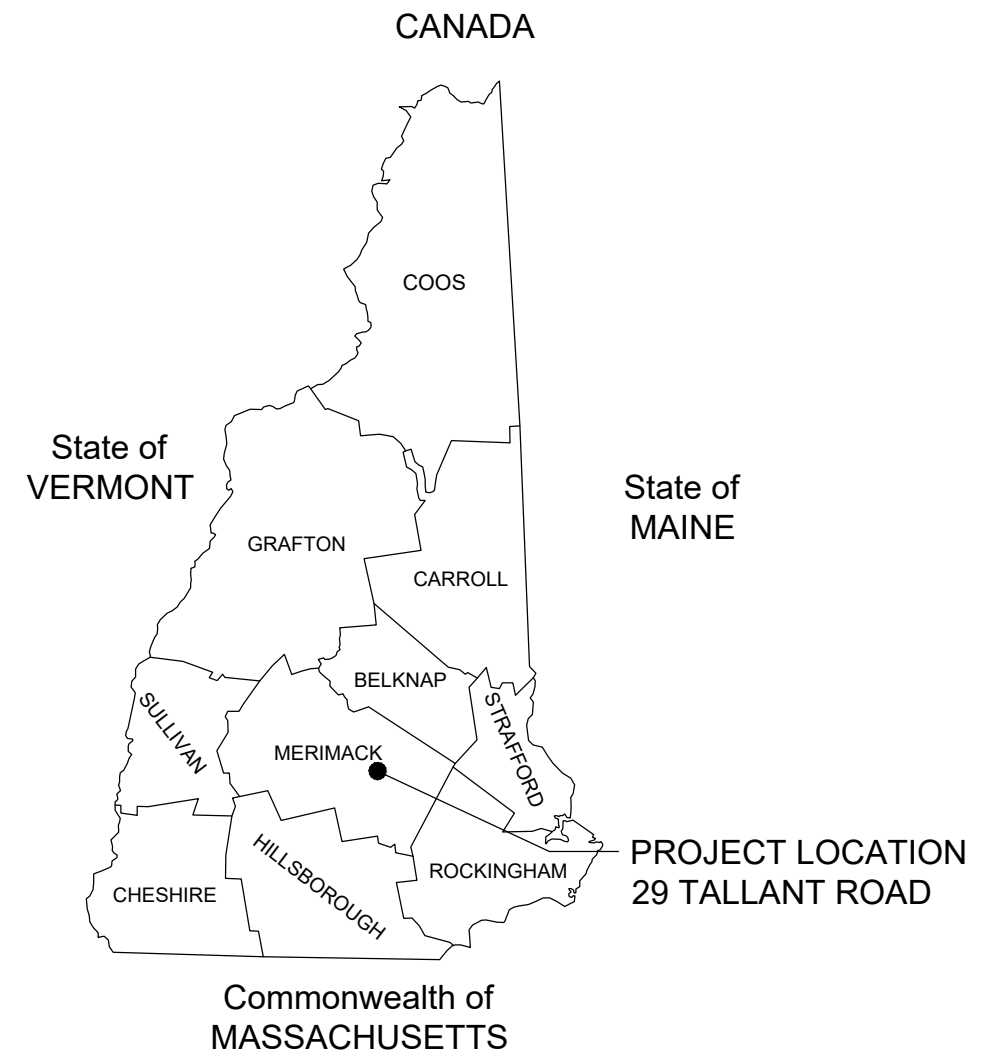 CANADA
COOS
State of
VERMONT
State of
MAINE
GRAFTON
CARROLL
BELKNAP
SULLIVAN
STRAFFORD
MERIMACK
PROJECT LOCATION
29 TALLANT ROAD
ROCKINGHAM
HILLSBOROUGH
CHESHIRE
Commonwealth of
MASSACHUSETTS